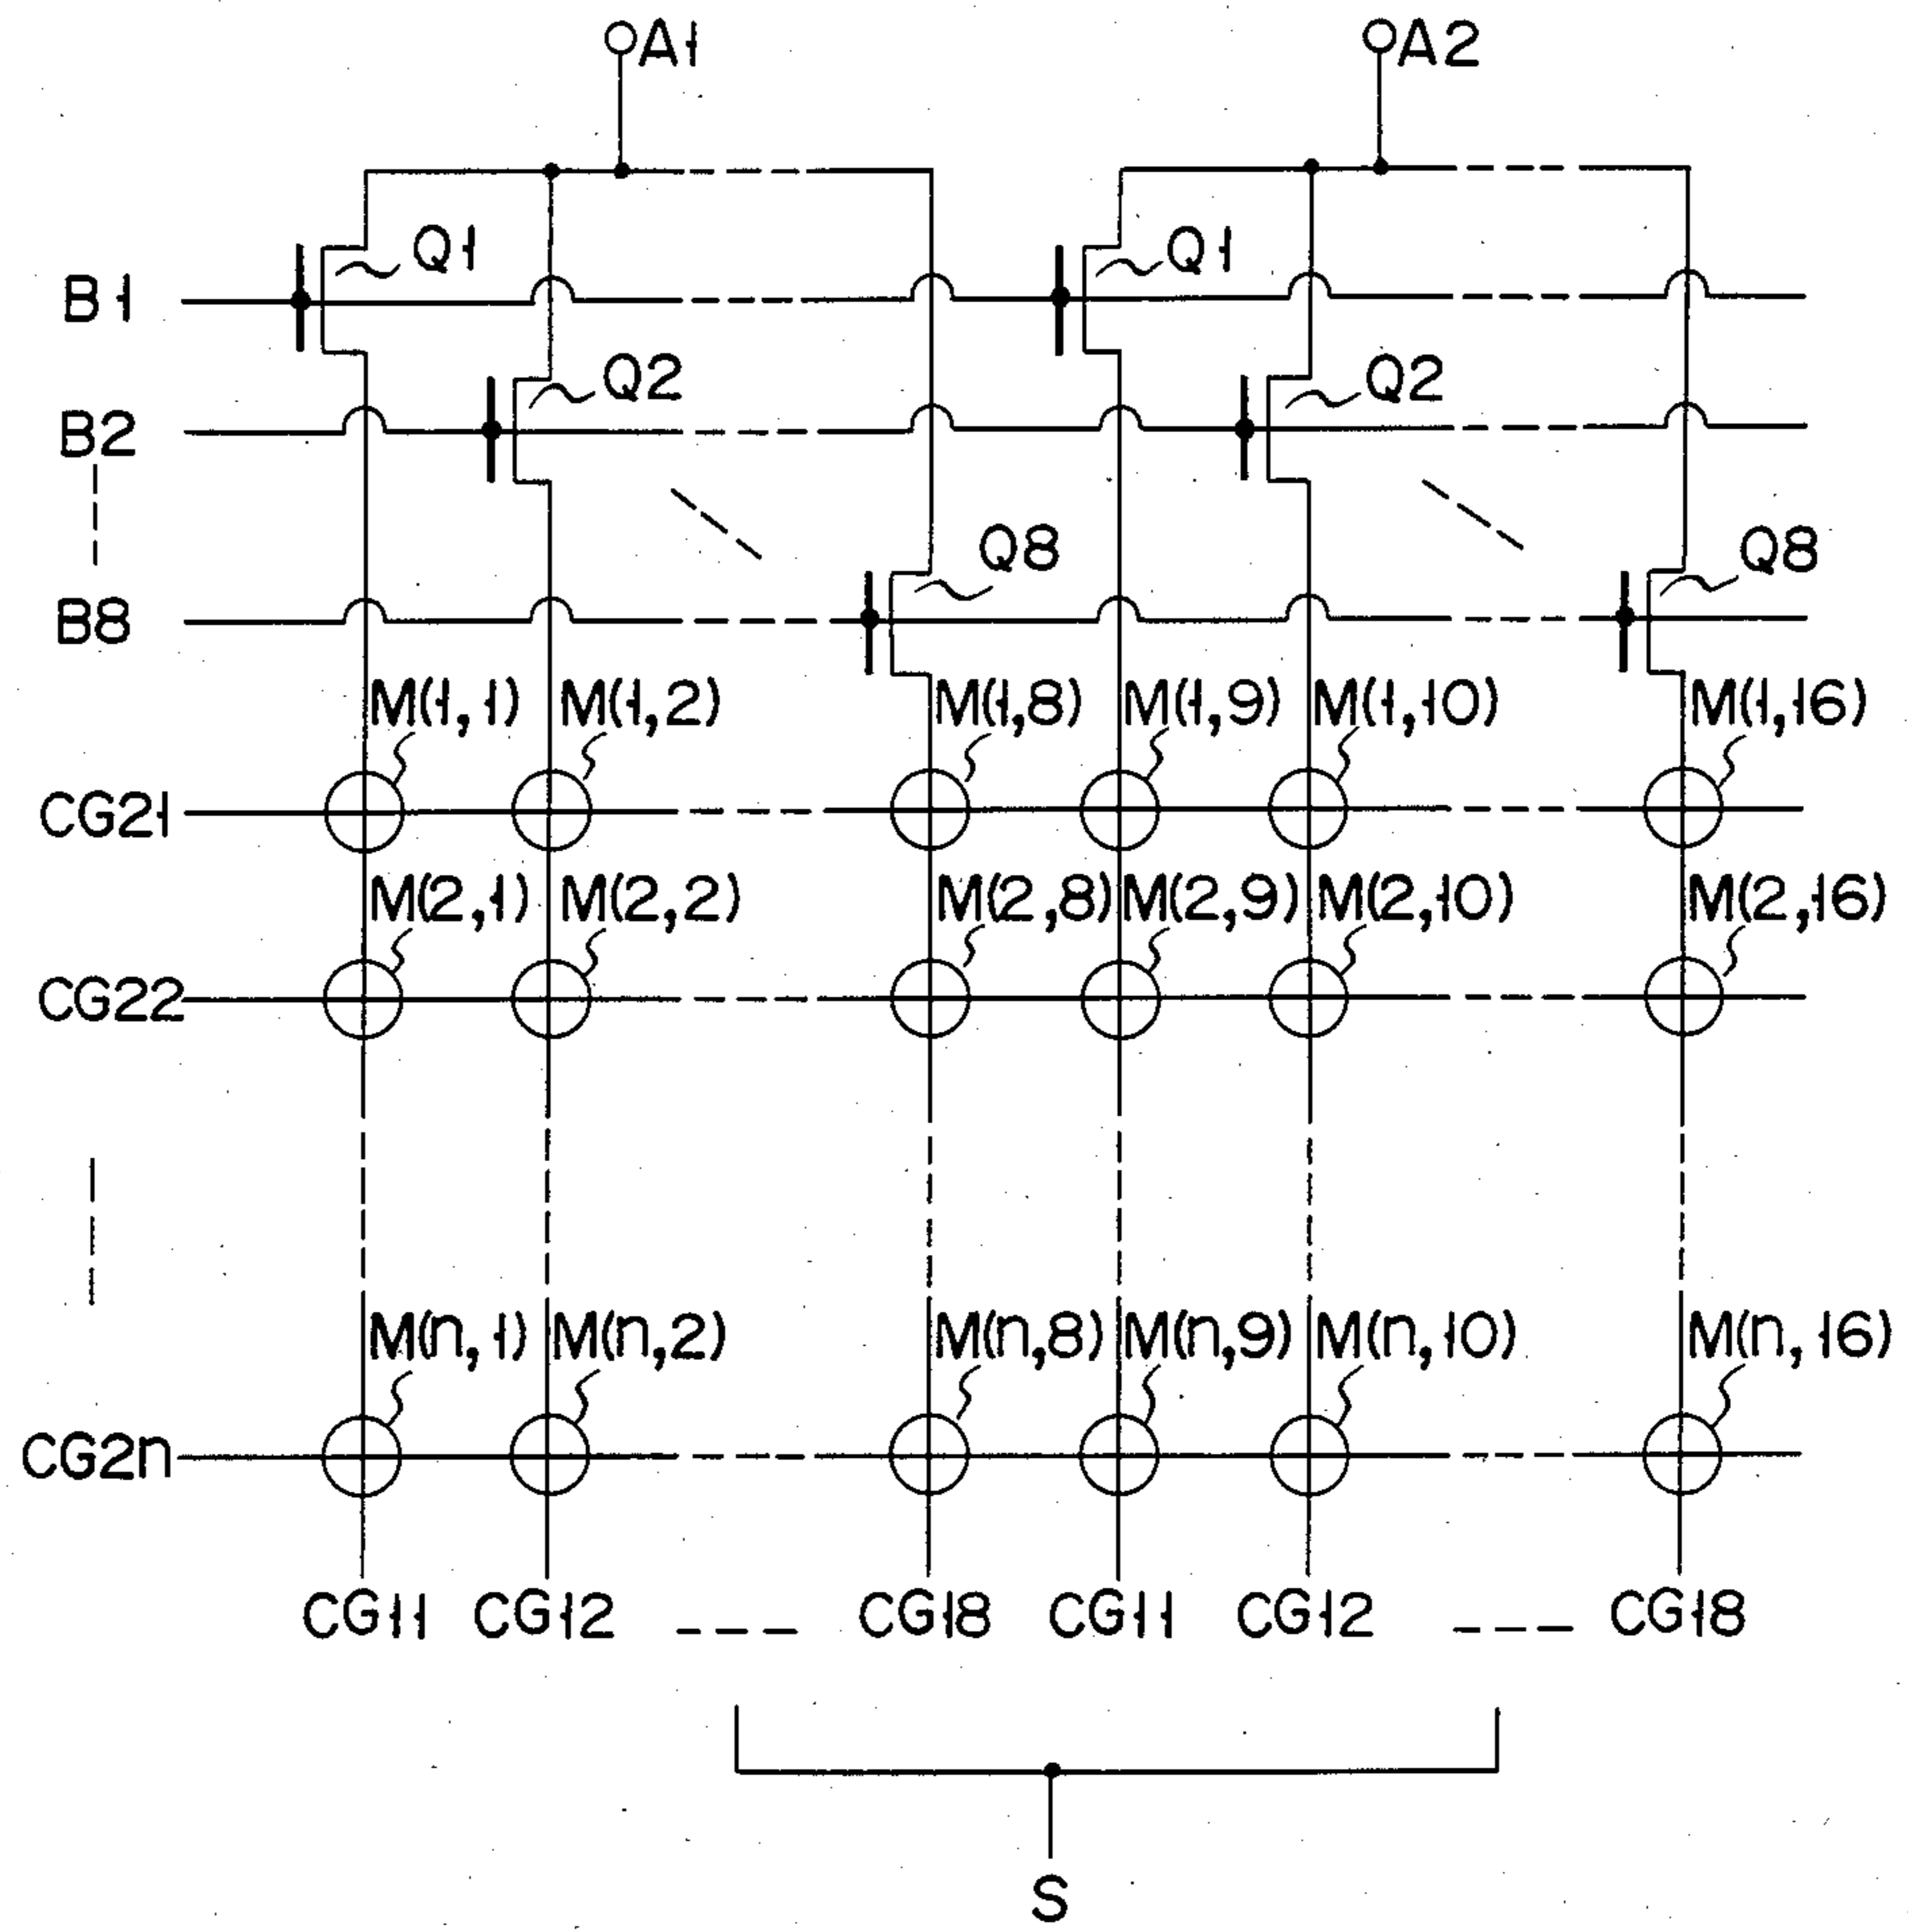 A1 A2
Q1 Q1
B1
Q2 Q2
B2
Q8 Q8
B8
M(1,1) M(1,2) M(1,8) M(1,9) M(1,10) M(1,16)
CG21
M(2,1) M(2,2) M(2,8) M(2,9) M(2,10) M(2,16)
CG22
M(n,1) M(n,2) M(n,8) M(n,9) M(n,10) M(n,16)
CG2n
CG11 CG12 CG18 CG11 CG12 CG18
S